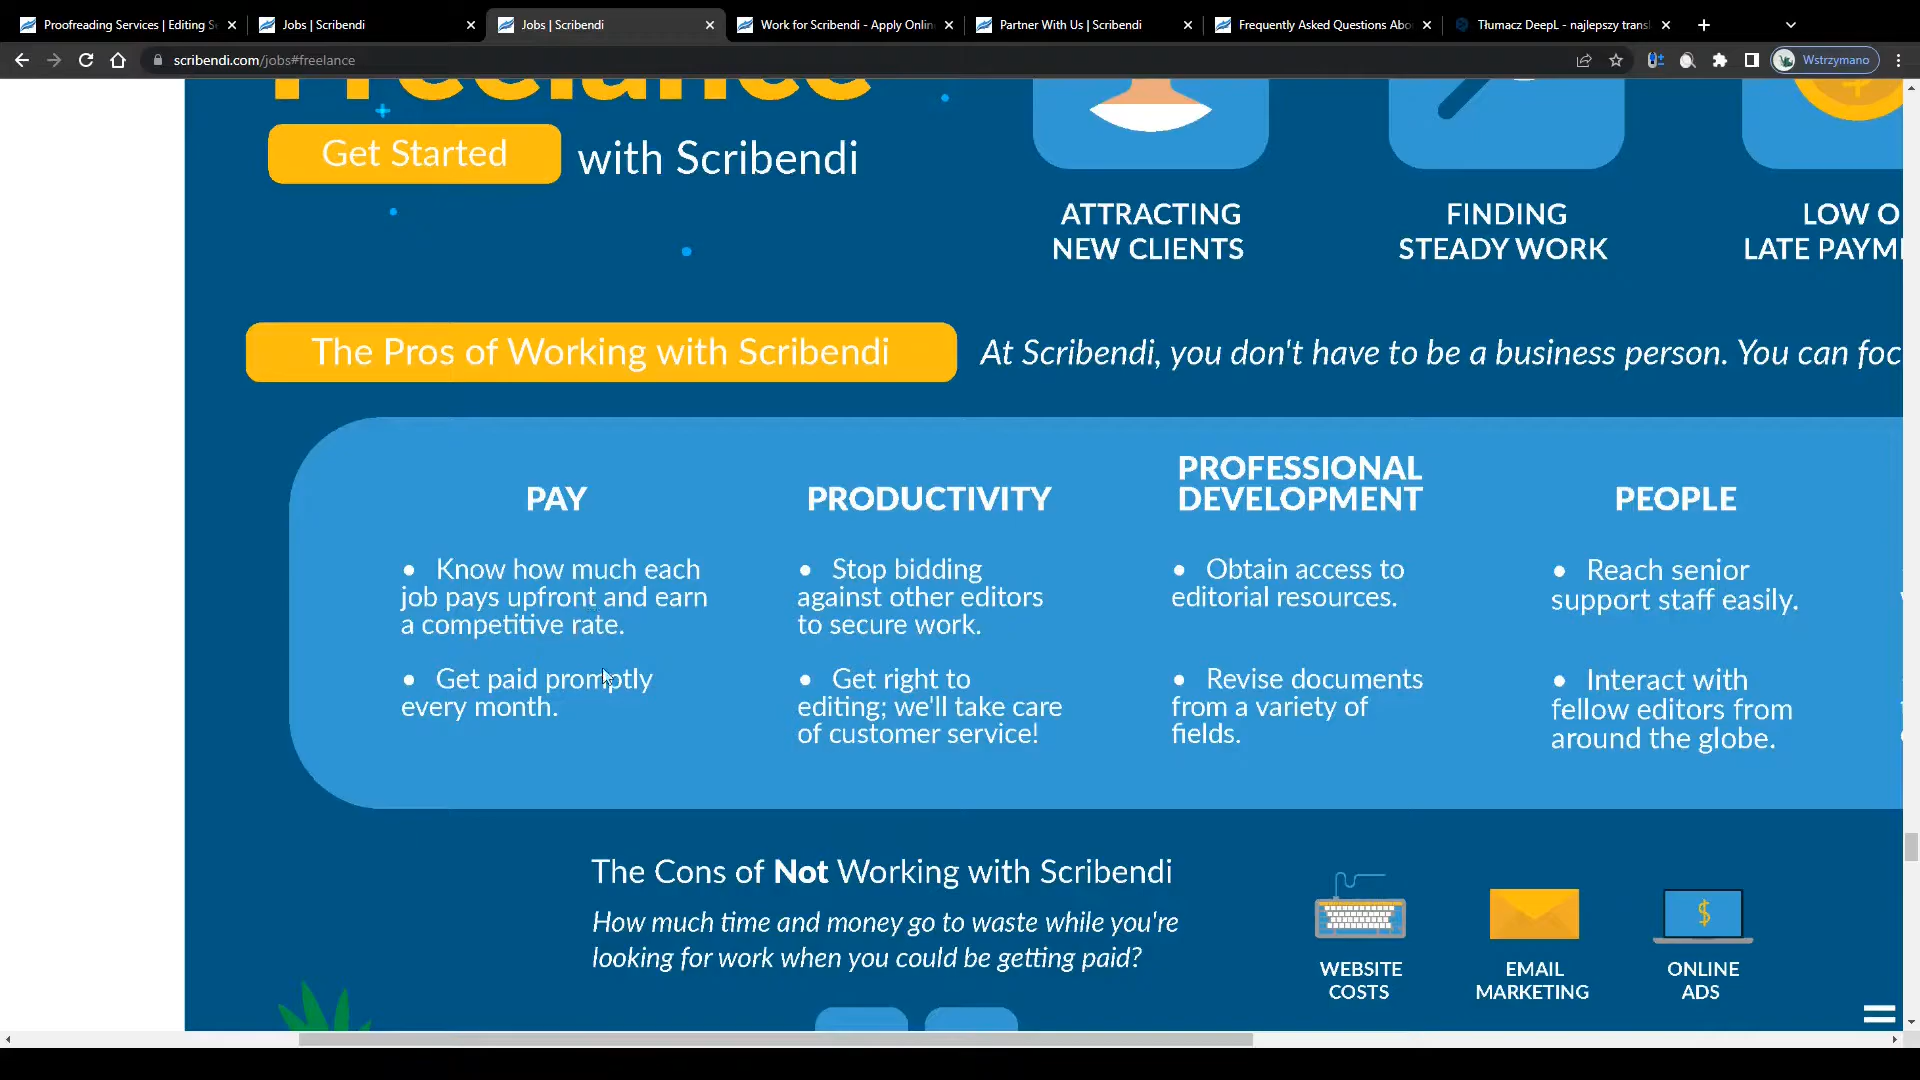 Proofreading Services | Editing S
Jobs | Scribendi
Jobs | Scribendi
Work for Scribendi - Apply Onlin
Partner With Us | Scribendi
Frequently Asked Questions Abo
Tłumacz DeepL - najlepszy transl
scribendi.com/jobs#freelance
Wstrzymano
Freelance
Get Started with Scribendi
ATTRACTING
NEW CLIENTS
FINDING
STEADY WORK
LOW O
LATE PAYM
The Pros of Working with Scribendi
At Scribendi, you don't have to be a business person. You can foc
PAY
• Know how much each
job pays upfront and earn
a competitive rate.
• Get paid promptly
every month.
PRODUCTIVITY
• Stop bidding
against other editors
to secure work.
• Get right to
editing; we'll take care
of customer service!
PROFESSIONAL
DEVELOPMENT
• Obtain access to
editorial resources.
• Revise documents
from a variety of
fields.
PEOPLE
• Reach senior
support staff easily.
• Interact with
fellow editors from
around the globe.
The Cons of Not Working with Scribendi
How much time and money go to waste while you're
looking for work when you could be getting paid?
WEBSITE
COSTS
EMAIL
MARKETING
$
ONLINE
ADS